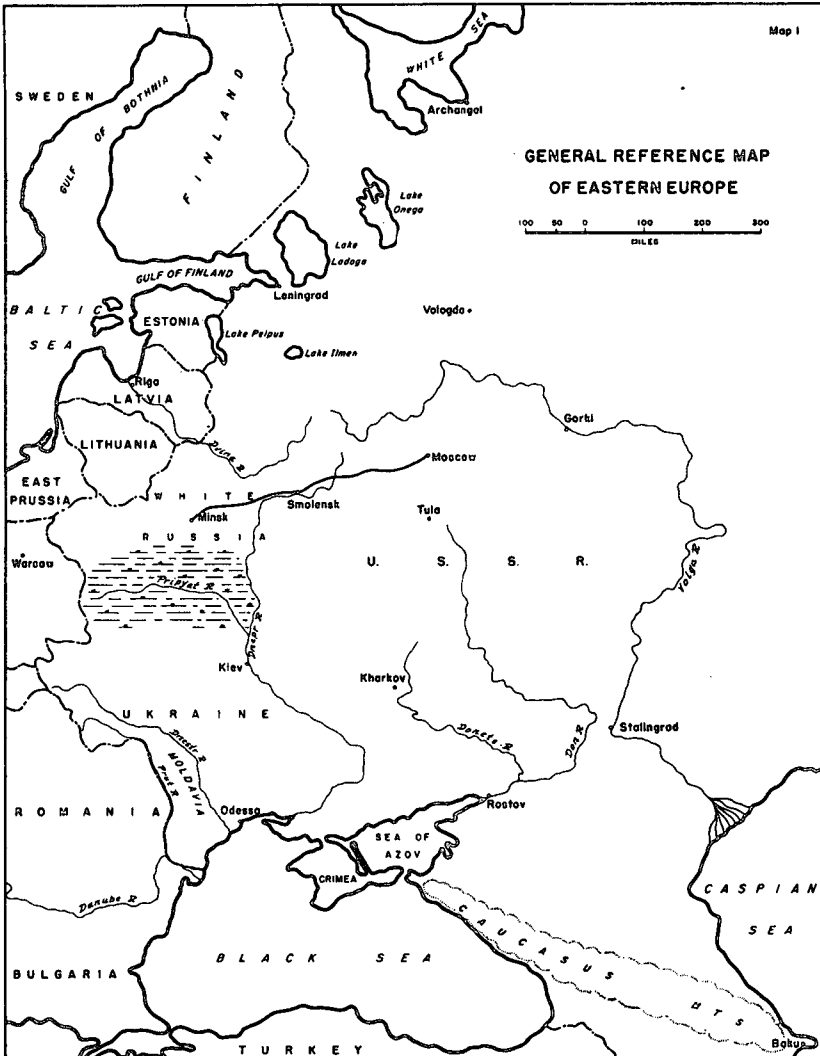 Map 1
WHITE SEA
SWEDEN
GULF OF BOTHNIA
FINLAND
Archangel
GENERAL REFERENCE MAP
OF EASTERN EUROPE
100 50 0 100 200 300
MILES
Lake
Onega
Lake
Ladoga
GULF OF FINLAND
Leningrad
BALTIC
SEA
ESTONIA
Vologda
Lake Peipus
Lake Ilmen
Riga
LATVIA
Gorki
LITHUANIA
Dvina R
Moscow
EAST
PRUSSIA
WHITE
RUSSIA
Smolensk
Minsk
Tula
Warsaw
U. S. S. R.
Volga R
Pripyat R
Dnepr R
Kiev
Kharkov
UKRAINE
Donets R
Don R
Stalingrad
Dnestr R
MOLDAVIA
Prut R
ROMANIA
Odessa
Rostov
SEA OF
AZOV
CRIMEA
CASPIAN
SEA
Danube R
CAUCASUS MTS
BLACK SEA
BULGARIA
Baku
TURKEY